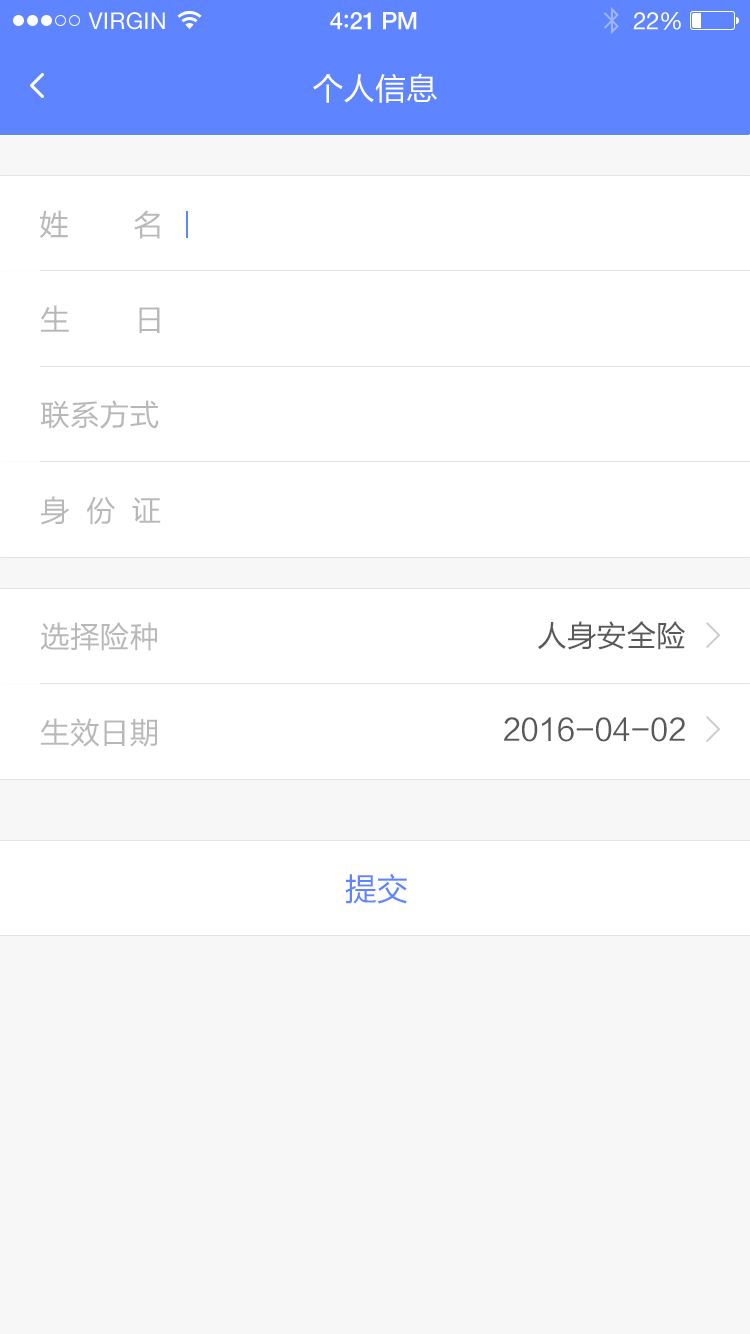 VIRGIN 4:21 PM 22%
个人信息
姓 名
生 日
联系方式
身 份 证
选择险种 人身安全险
生效日期 2016-04-02
提交